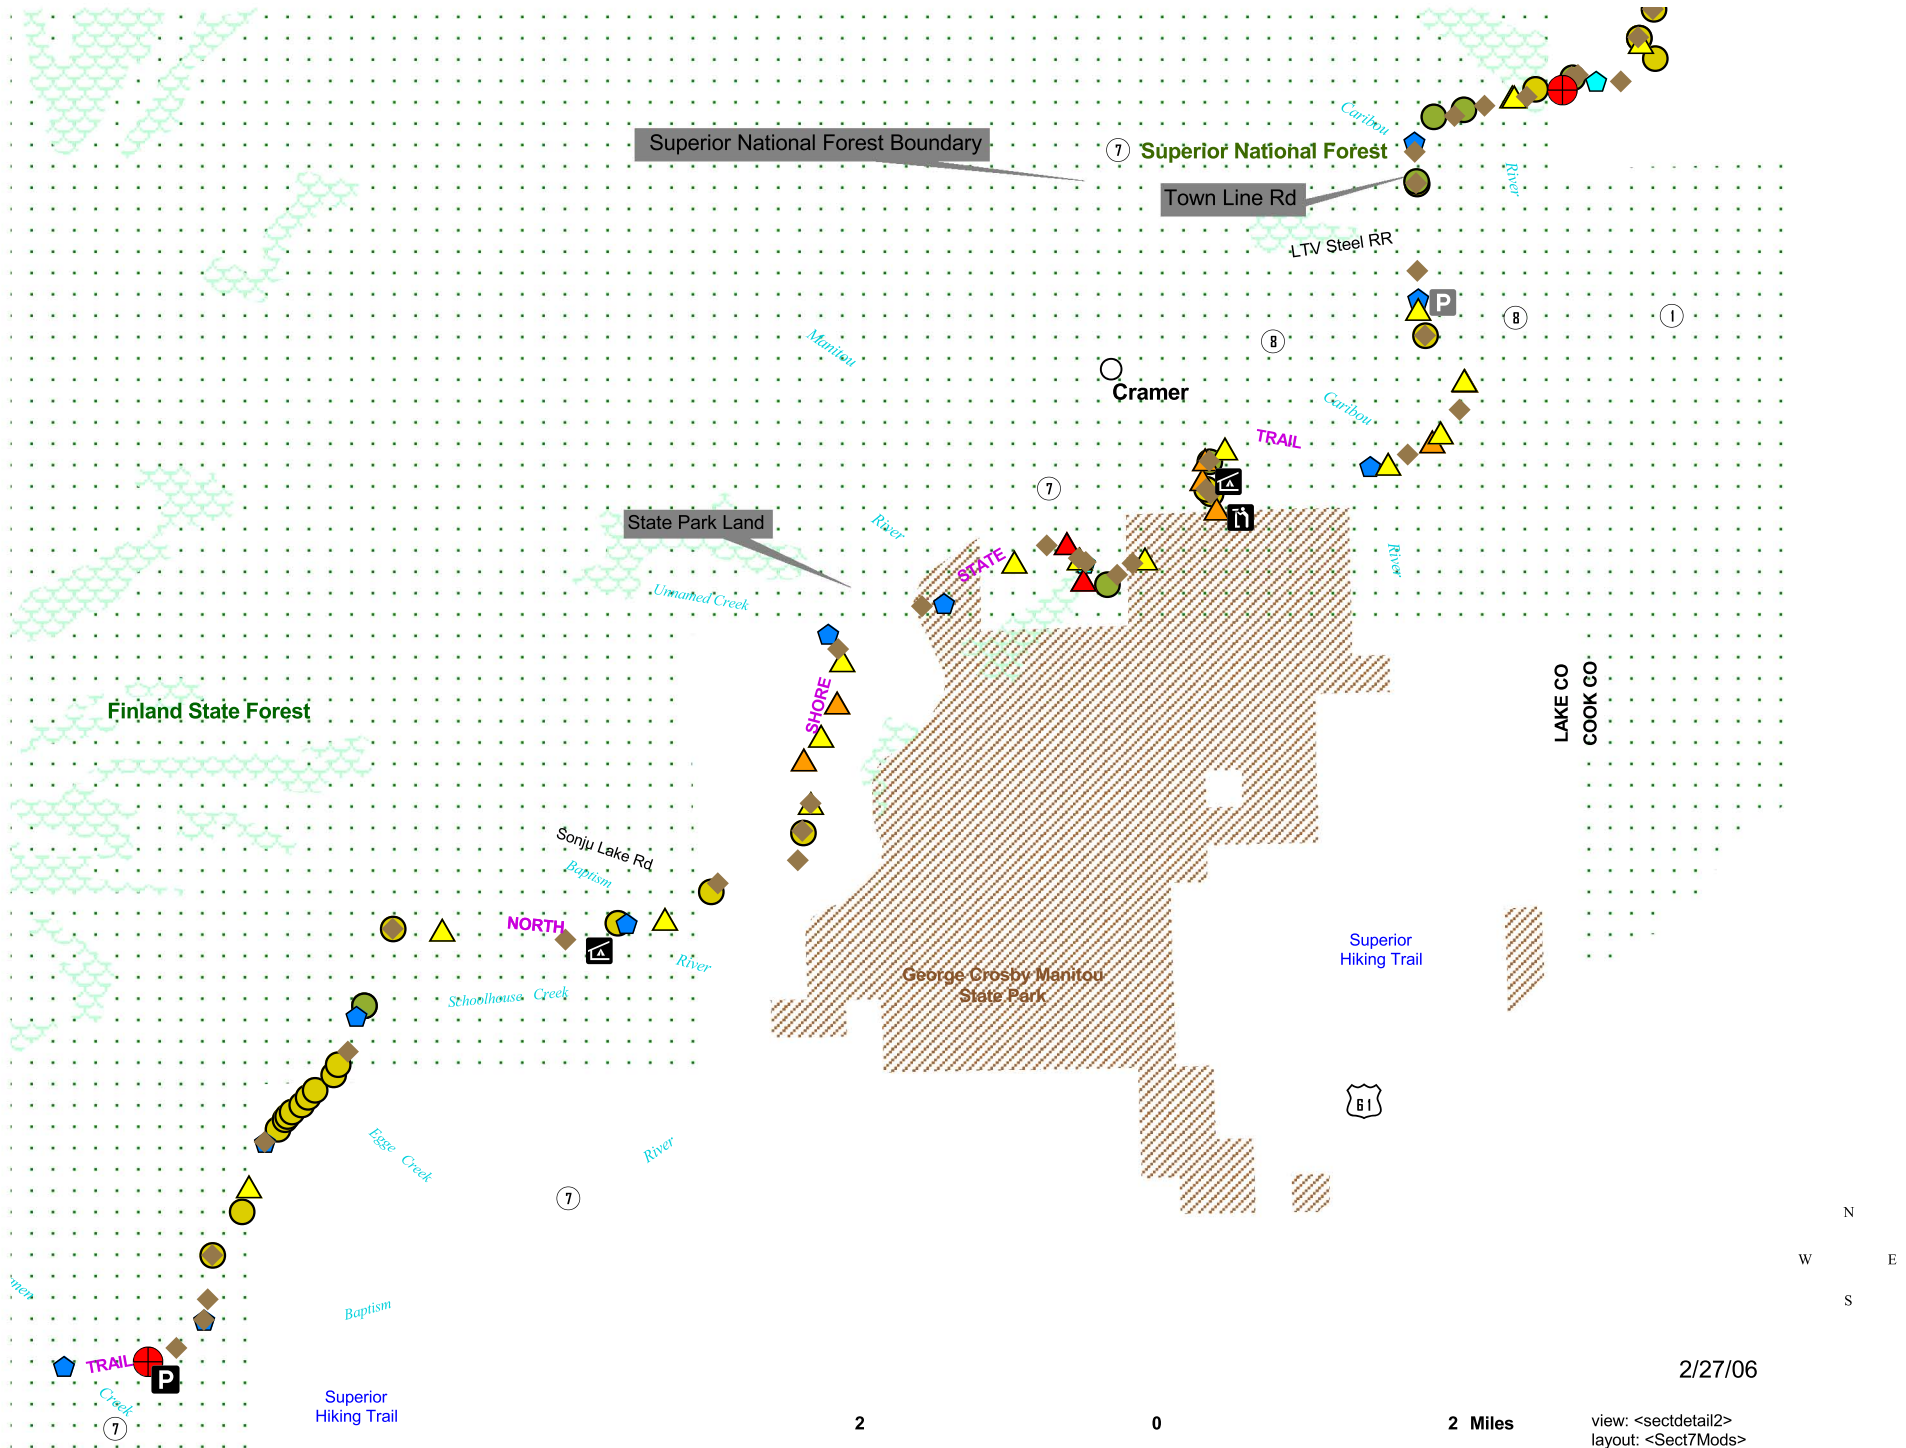 Caribou
Superior National Forest Boundary
7
Superior National Forest
River
Town Line Rd
LTV Steel RR
P
8
1
Manitou
8
Cramer
Caribou
TRAIL
7
State Park Land
River
STATE
River
Unnamed Creek
SHORE
LAKE CO
COOK CO
Finland State Forest
Sonju Lake Rd
Baptism
NORTH
River
Superior
Hiking Trail
George Crosby Manitou
State Park
Schoolhouse Creek
61
Egge Creek
River
7
N
W E
S
Baptism
TRAIL
P
Creek
7
Superior
Hiking Trail
2/27/06
2 0 2 Miles
view: <sectdetail2>
layout: <Sect7Mods>